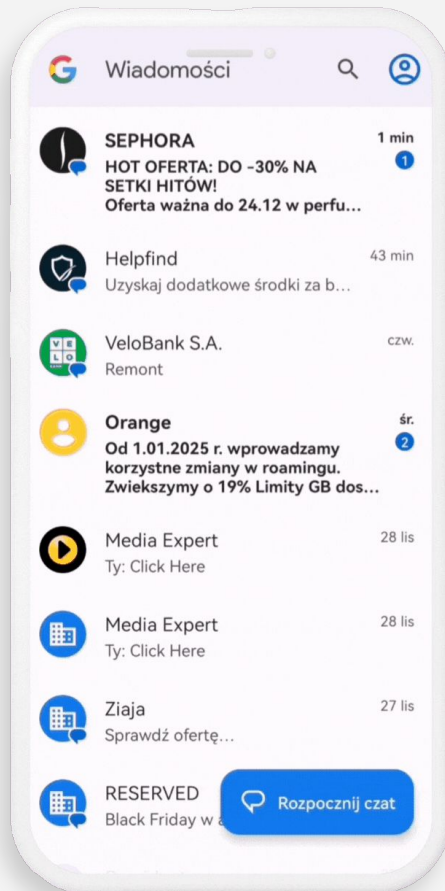 Wiadomości
SEPHORA
1 min
HOT OFERTA: DO -30% NA
1
SETKI HITÓW!
Oferta ważna do 24.12 w perfu...
Helpfind
43 min
Uzyskaj dodatkowe środki za b...
VeloBank S.A.
czw.
VE
LO
Remont
Orange
śr.
Od 1.01.2025 r. wprowadzamy
2
korzystne zmiany w roamingu.
Zwiekszymy o 19% Limity GB dos...
Media Expert
28 lis
Ty: Click Here
Media Expert
28 lis
Ty: Click Here
Ziaja
27 lis
Sprawdź ofertę...
RESERVED
Rozpocznij czat
Black Friday w